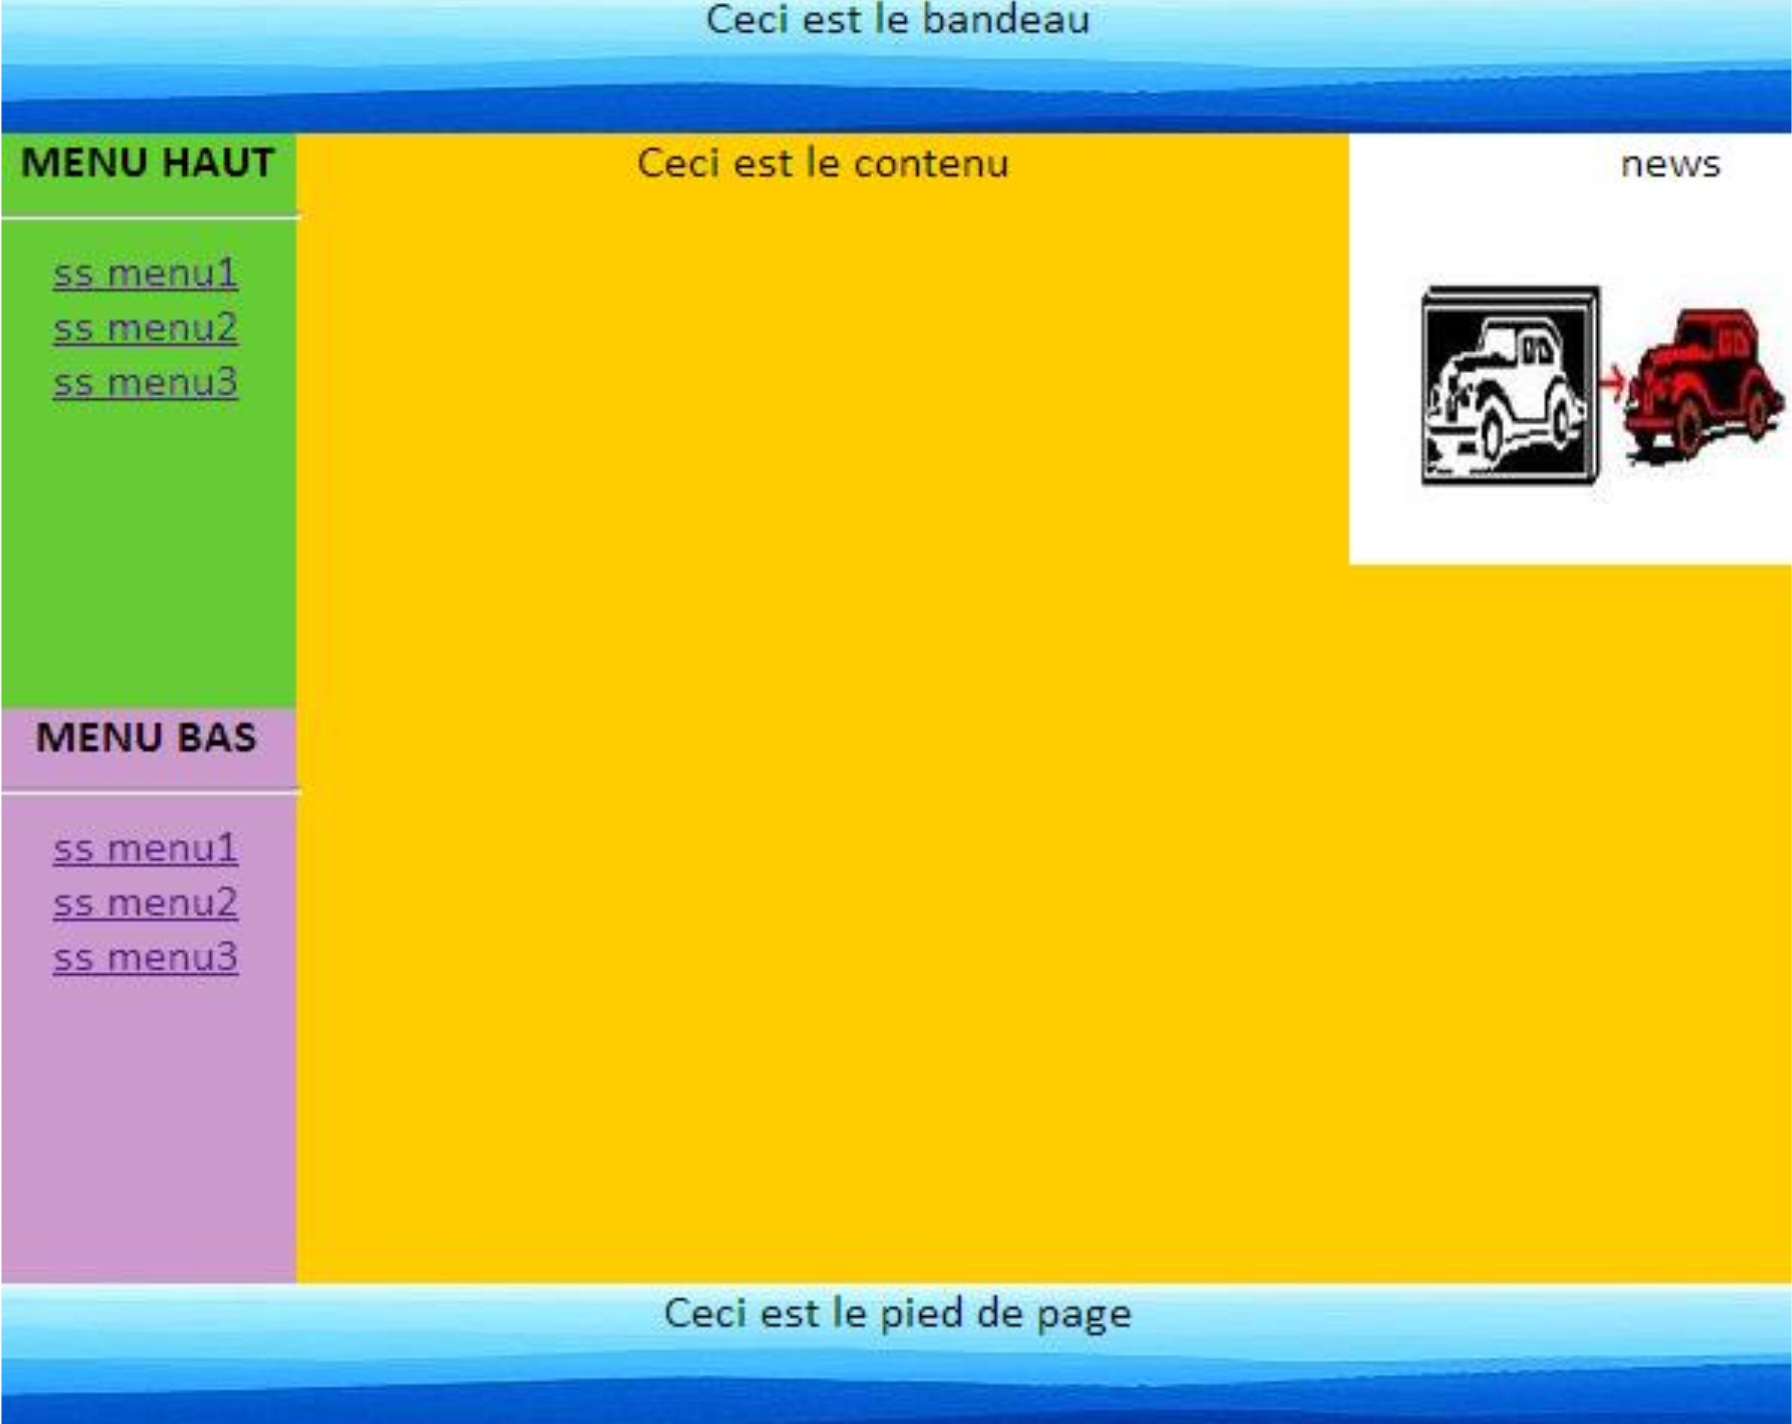 Ceci est le bandeau
MENU HAUT
ss menu1
ss menu2
ss menu3
Ceci est le contenu
news
MENU BAS
ss menu1
ss menu2
ss menu3
Ceci est le pied de page